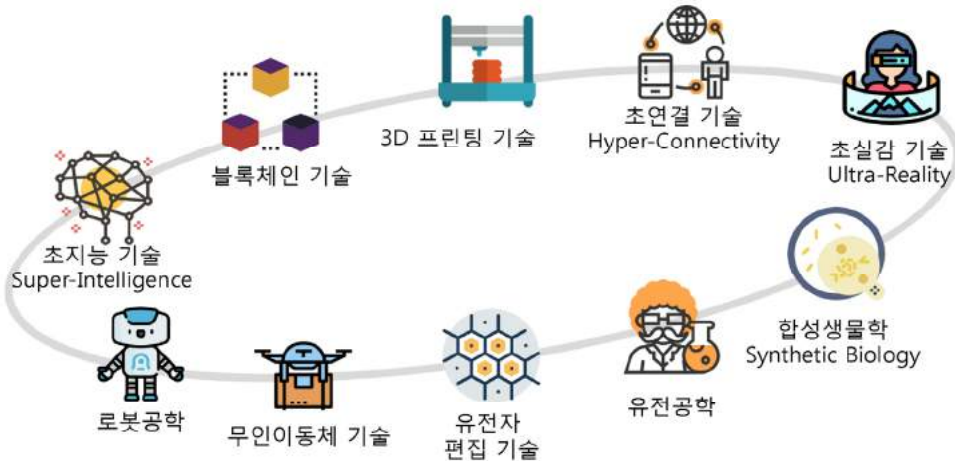 3D 프린팅 기술
초연결 기술
Hyper-Connectivity
초실감 기술
Ultra-Reality
블록체인 기술
초지능 기술
Super-Intelligence
합성생물학
Synthetic Biology
로봇공학
무인이동체 기술
유전자
편집 기술
유전공학